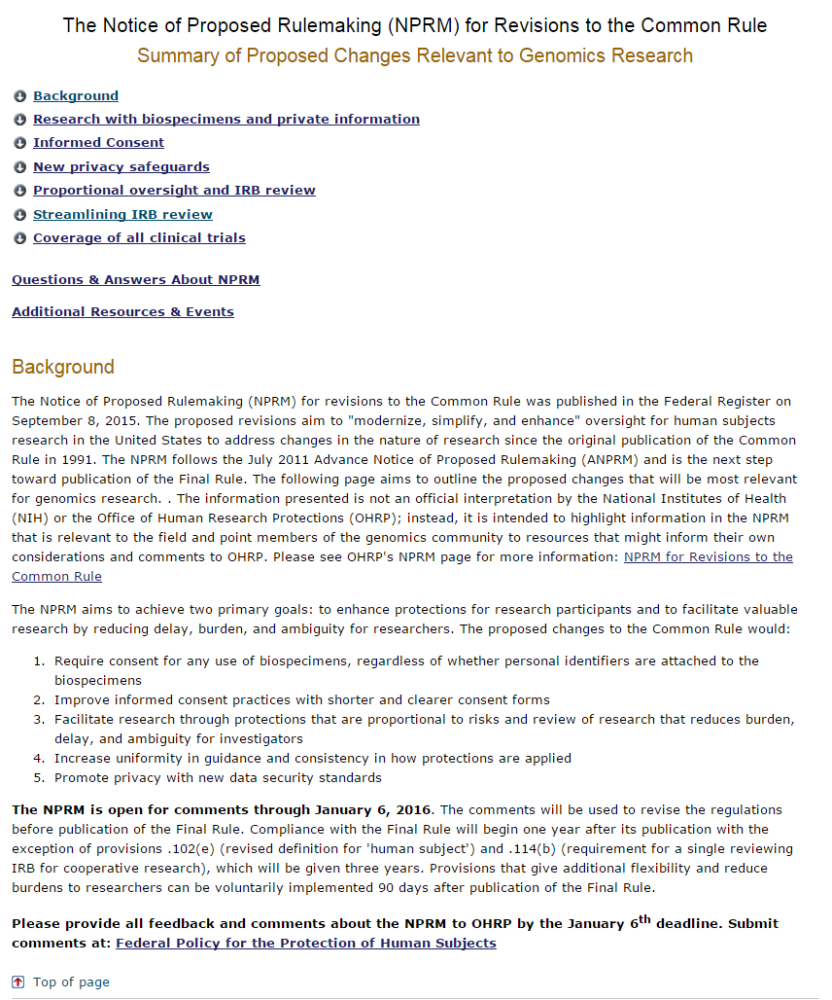 The Notice of Proposed Rulemaking (NPRM) for Revisions to the Common Rule
Summary of Proposed Changes Relevant to Genomics Research
Background
Research with biospecimens and private information
Informed Consent
New privacy safeguards
Proportional oversight and IRB review
Streamlining IRB review
Coverage of all clinical trials
Questions & Answers About NPRM
Additional Resources & Events
Background
The Notice of Proposed Rulemaking (NPRM) for revisions to the Common Rule was published in the Federal Register on
September 8, 2015. The proposed revisions aim to "modernize, simplify, and enhance" oversight for human subjects
research in the United States to address changes in the nature of research since the original publication of the Common
Rule in 1991. The NPRM follows the July 2011 Advance Notice of Proposed Rulemaking (ANPRM) and is the next step
toward publication of the Final Rule. The following page aims to outline the proposed changes that will be most relevant
for genomics research. . The information presented is not an official interpretation by the National Institutes of Health
(NIH) or the Office of Human Research Protections (OHRP); instead, it is intended to highlight information in the NPRM
that is relevant to the field and point members of the genomics community to resources that might inform their own
considerations and comments to OHRP. Please see OHRP's NPRM page for more information: NPRM for Revisions to the
Common Rule
The NPRM aims to achieve two primary goals: to enhance protections for research participants and to facilitate valuable
research by reducing delay, burden, and ambiguity for researchers. The proposed changes to the Common Rule would:
1. Require consent for any use of biospecimens, regardless of whether personal identifiers are attached to the
biospecimens
2. Improve informed consent practices with shorter and clearer consent forms
3. Facilitate research through protections that are proportional to risks and review of research that reduces burden,
delay, and ambiguity for investigators
4. Increase uniformity in guidance and consistency in how protections are applied
5. Promote privacy with new data security standards
The NPRM is open for comments through January 6, 2016. The comments will be used to revise the regulations
before publication of the Final Rule. Compliance with the Final Rule will begin one year after its publication with the
exception of provisions .102(e) (revised definition for 'human subject') and .114(b) (requirement for a single reviewing
IRB for cooperative research), which will be given three years. Provisions that give additional flexibility and reduce
burdens to researchers can be voluntarily implemented 90 days after publication of the Final Rule.
Please provide all feedback and comments about the NPRM to OHRP by the January 6th deadline. Submit
comments at: Federal Policy for the Protection of Human Subjects
Top of page